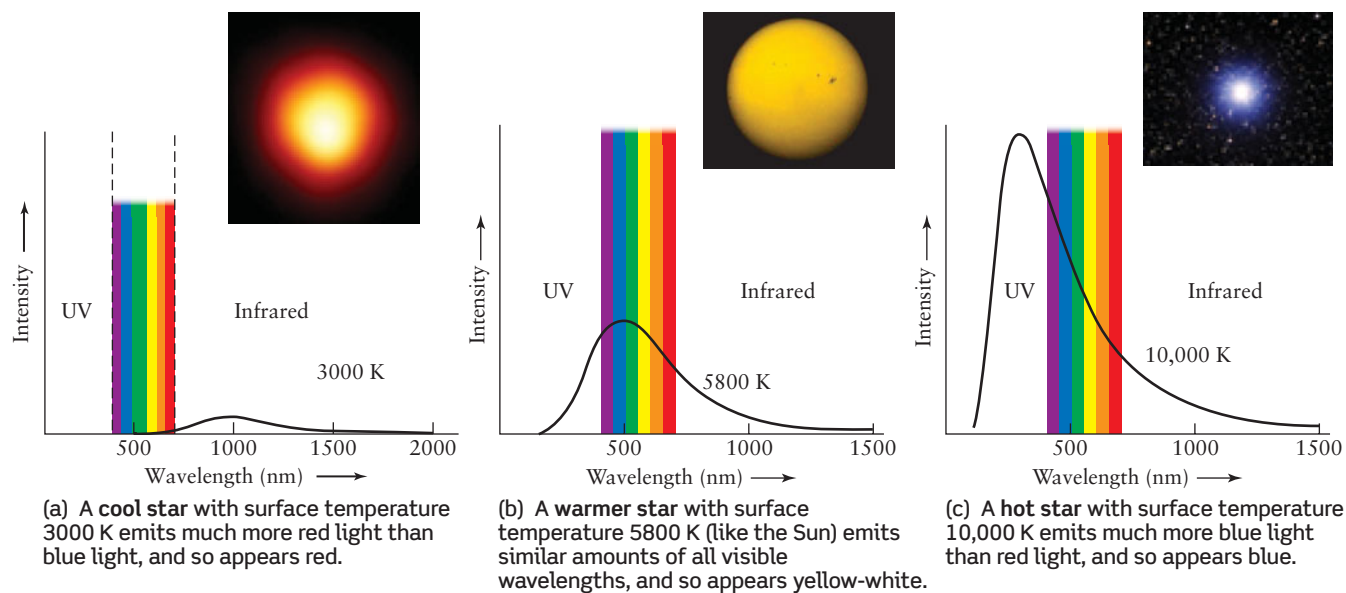 Intensity
UV
Infrared
3000 K
500
1000
1500
2000
Wavelength (nm)
(a) A cool star with surface temperature
3000 K emits much more red light than
blue light, and so appears red.
Intensity
UV
Infrared
5800 K
500
1000
1500
Wavelength (nm)
(b) A warmer star with surface
temperature 5800 K (like the Sun) emits
similar amounts of all visible
wavelengths, and so appears yellow-white.
Intensity
UV
Infrared
10,000 K
500
1000
1500
Wavelength (nm)
(c) A hot star with surface temperature
10,000 K emits much more blue light
than red light, and so appears blue.